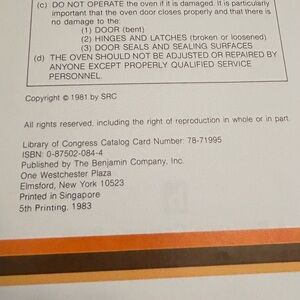 (c) DO NOT OPERATE the oven if it is damaged. It is particularly
important that the oven door closes properly and that there is
no damage to the:
(1) DOOR (bent)
(2) HINGES AND LATCHES (broken or loosened)
(3) DOOR SEALS AND SEALING SURFACES
(d) THE OVEN SHOULD NOT BE ADJUSTED OR REPAIRED BY
ANYONE EXCEPT PROPERLY QUALIFIED SERVICE
PERSONNEL.
Copyright © 1981 by SRC
All rights reserved, including the right of reproduction in whole or in part.
Library of Congress Catalog Card Number: 78-71995
ISBN: 0-87502-084-4
Published by The Benjamin Company, Inc.
One Westchester Plaza
Elmsford, New York 10523
Printed in Singapore
5th Printing, 1983